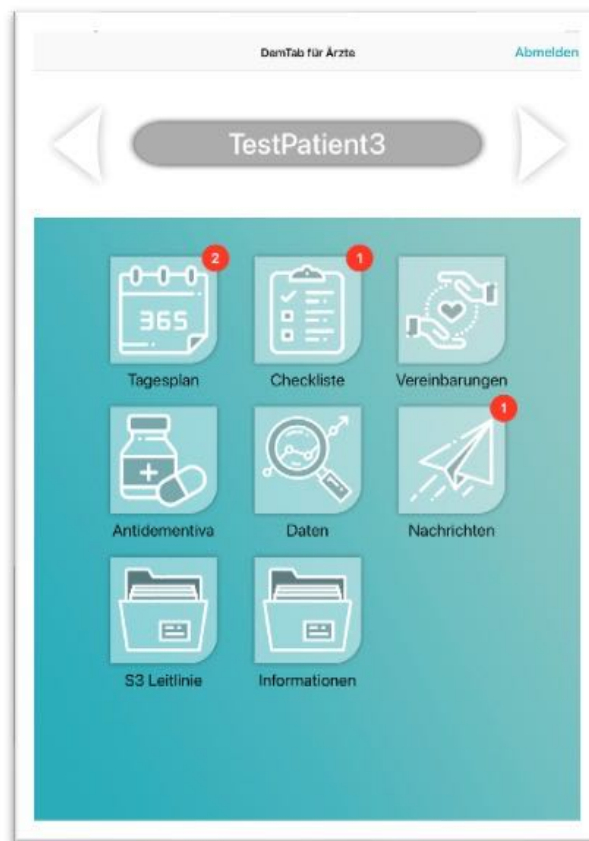 DemTab für Ärzte
Abmelden
TestPatient3
2
1
365
Tagesplan
Checkliste
Vereinbarungen
1
Antidementiva
Daten
Nachrichten
S3 Leitlinie
Informationen